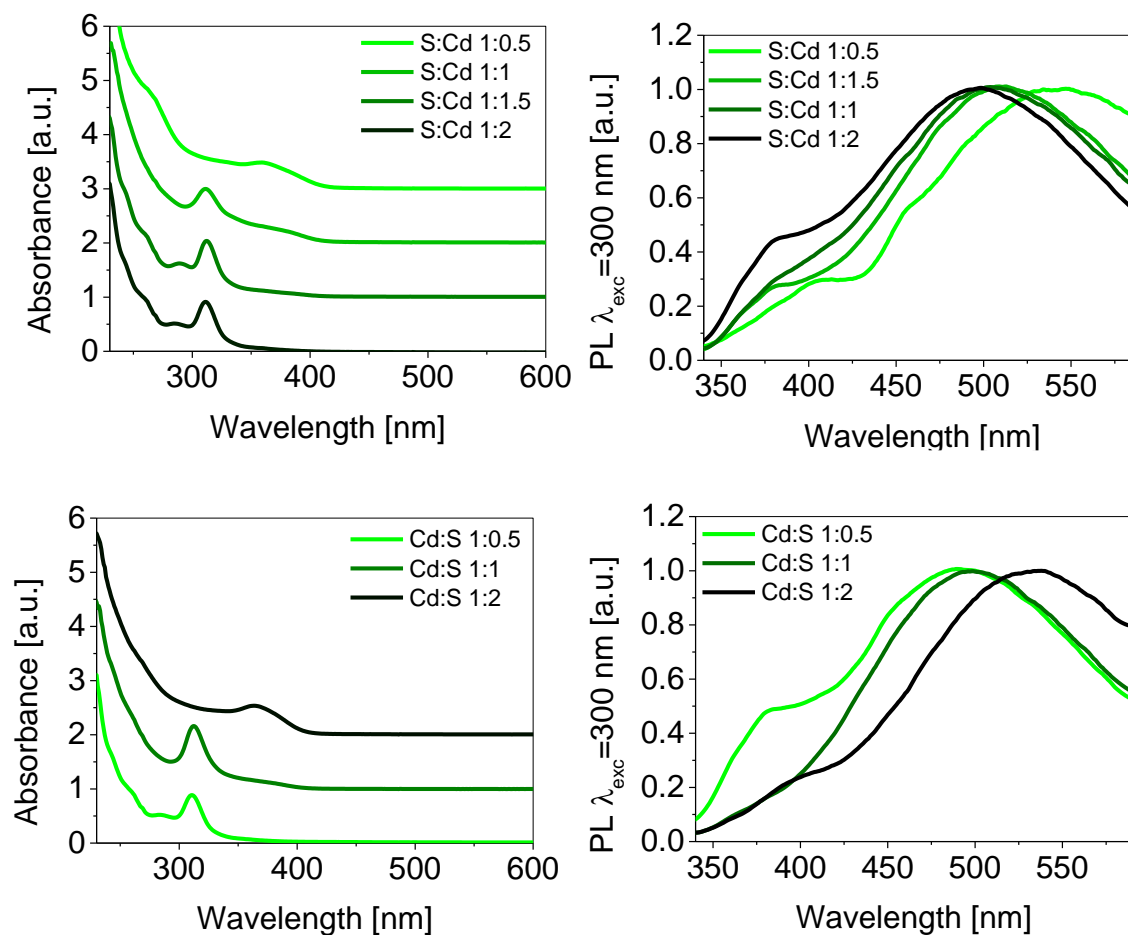 6
5
4
3
2
1
0
300
400
500
600
Absorbance [a.u.]
Wavelength [nm]
S:Cd 1:0.5
S:Cd 1:1
S:Cd 1:1.5
S:Cd 1:2
1.2
1.0
0.8
0.6
0.4
0.2
0.0
350
400
450
500
550
PL λexc=300 nm [a.u.]
Wavelength [nm]
S:Cd 1:0.5
S:Cd 1:1.5
S:Cd 1:1
S:Cd 1:2
6
5
4
3
2
1
0
300
400
500
600
Absorbance [a.u.]
Wavelength [nm]
Cd:S 1:0.5
Cd:S 1:1
Cd:S 1:2
1.2
1.0
0.8
0.6
0.4
0.2
0.0
350
400
450
500
550
PL λexc=300 nm [a.u.]
Wavelength [nm]
Cd:S 1:0.5
Cd:S 1:1
Cd:S 1:2